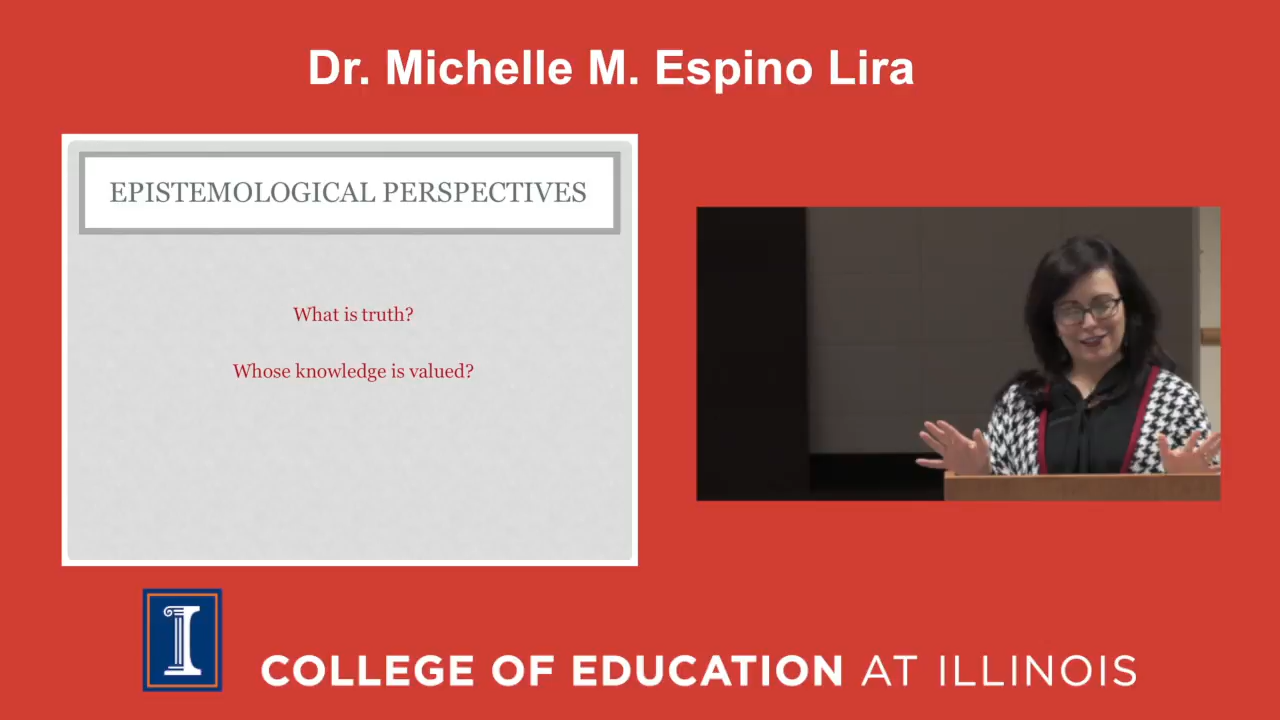 Dr. Michelle M. Espino Lira
EPISTEMOLOGICAL PERSPECTIVES
What is truth?
Whose knowledge is valued?
I
COLLEGE OF EDUCATION AT ILLINOIS